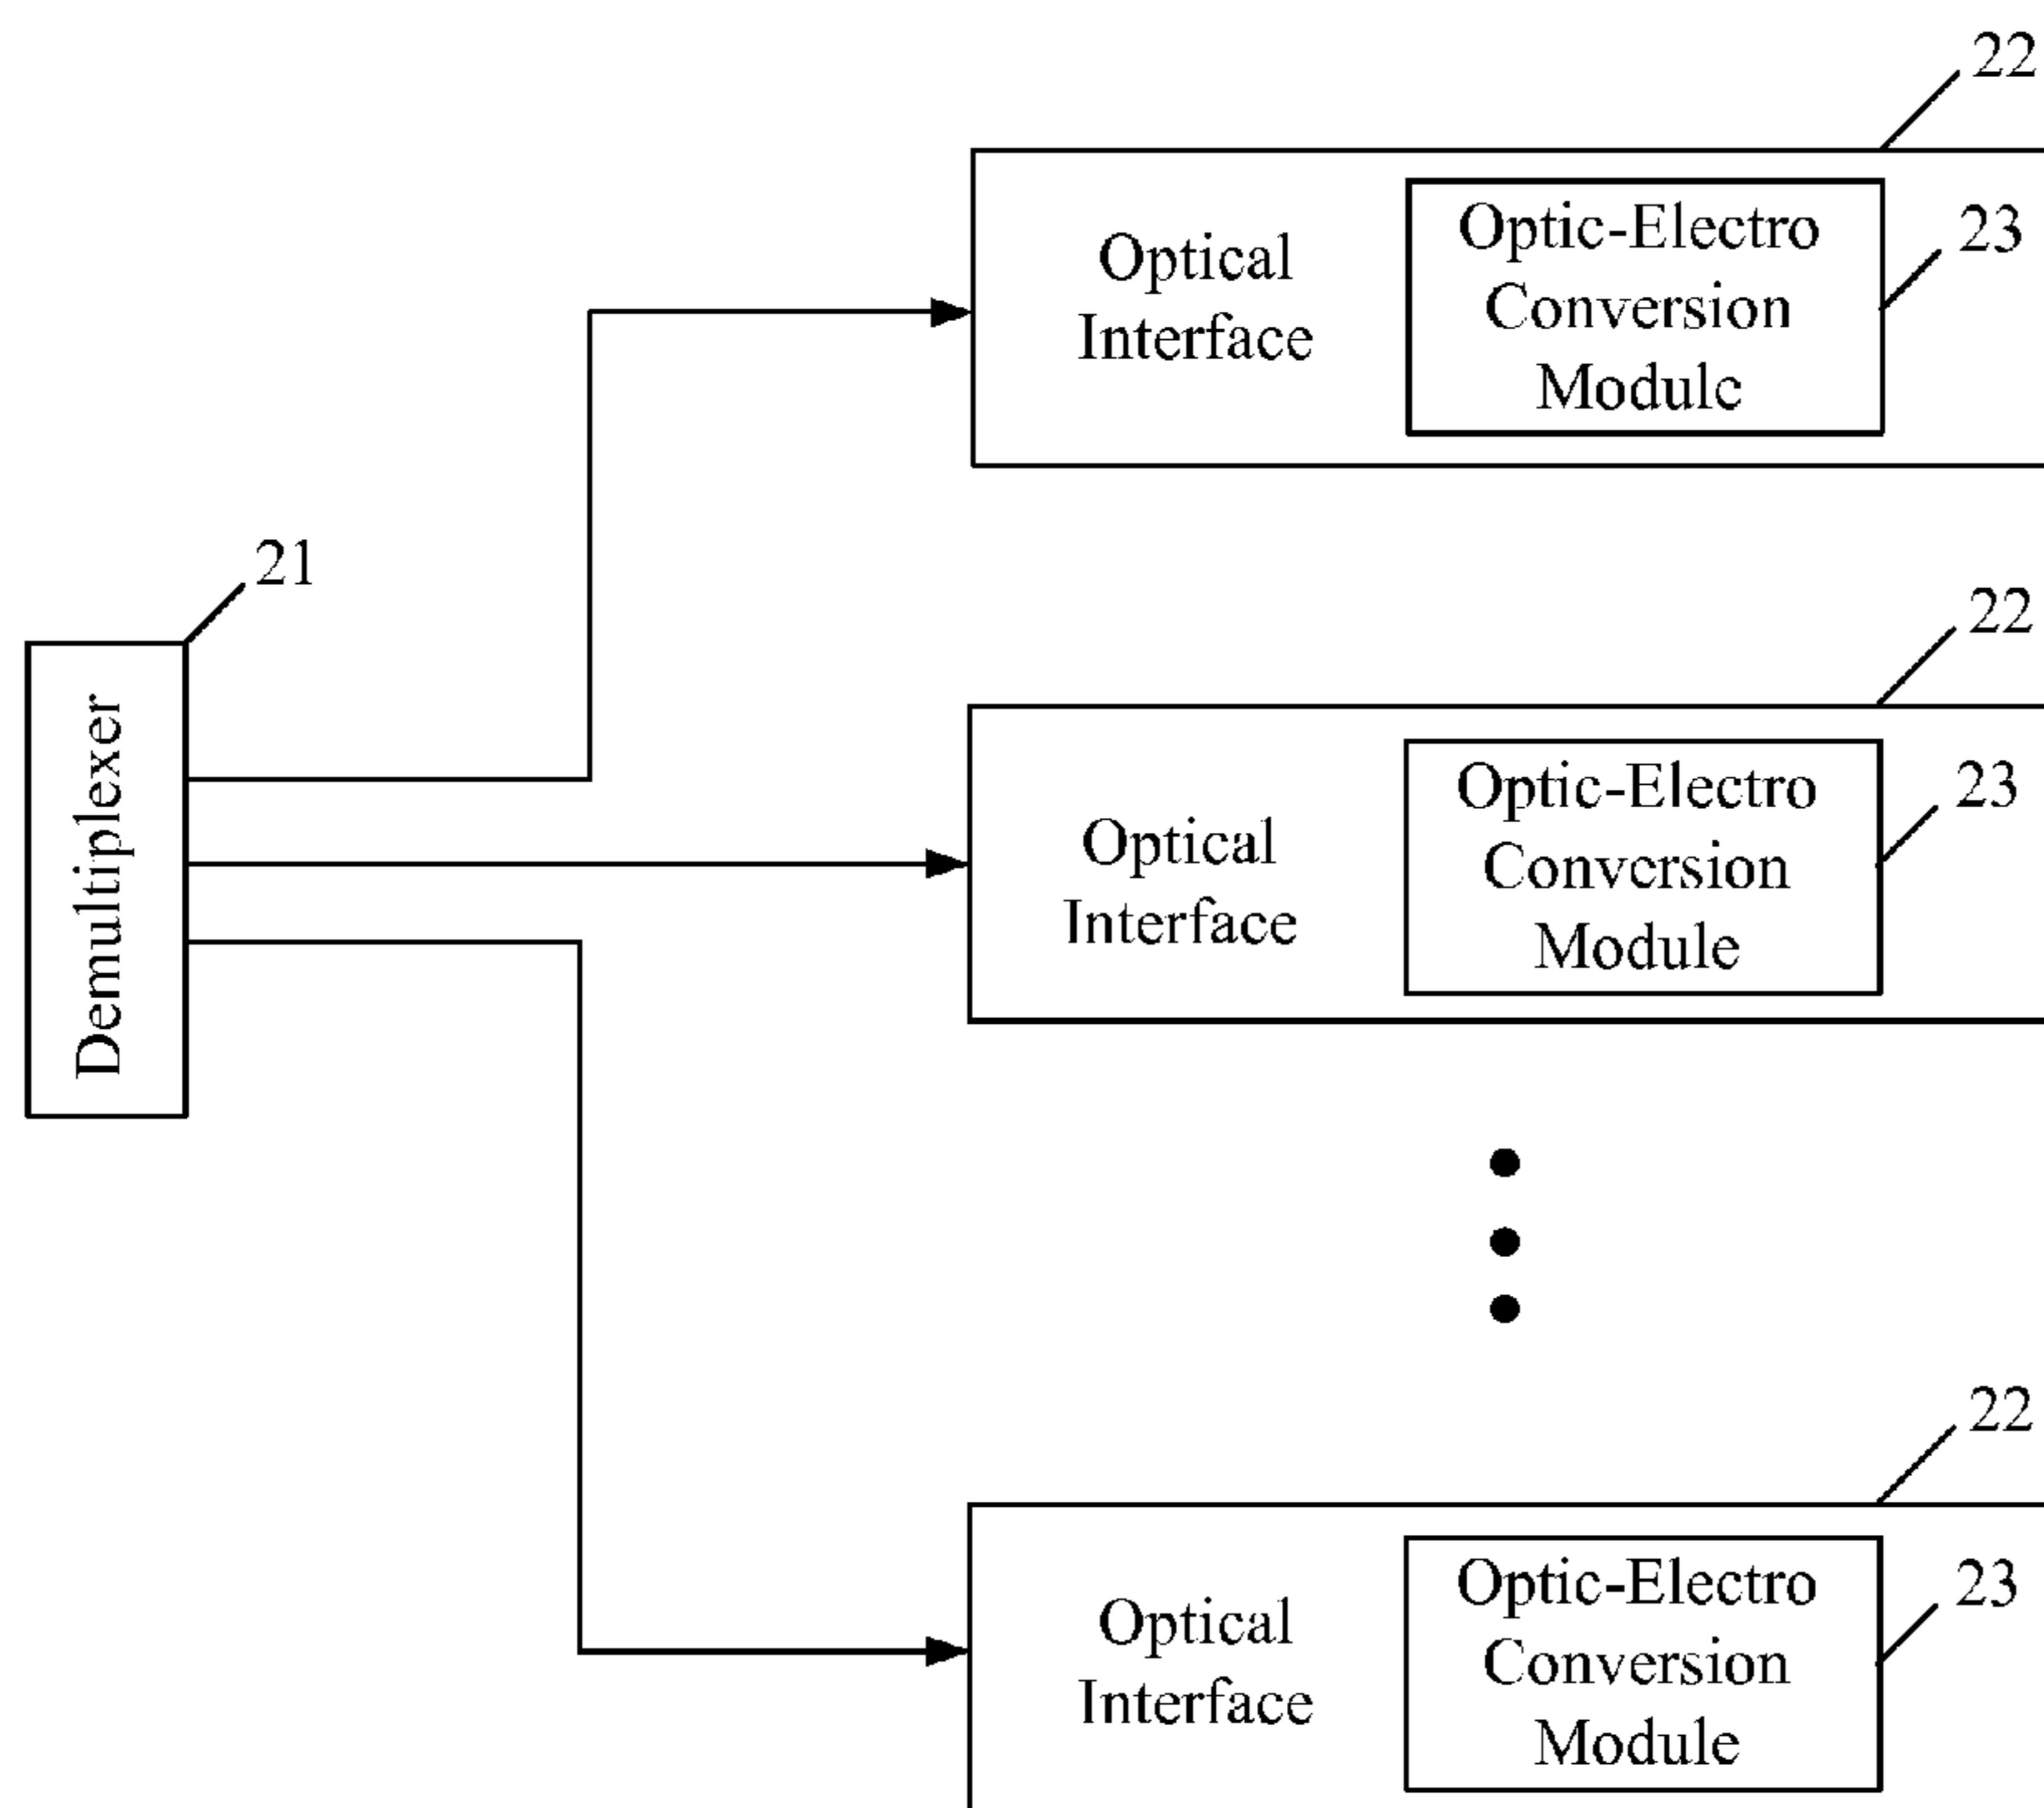 22
Optical
Interface
Optic-Electro
Conversion
Module
23
21
Demultiplexer
22
Optical
Interface
Optic-Electro
Conversion
Module
23
22
Optical
Interface
Optic-Electro
Conversion
Module
23